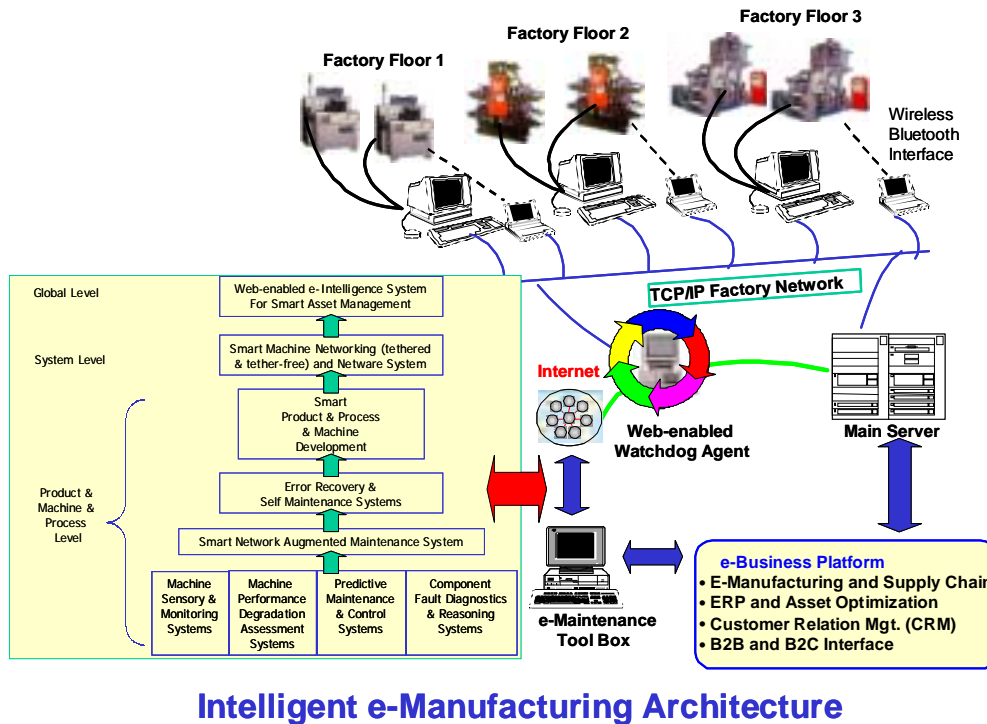 Factory Floor 1
Factory Floor 2
Factory Floor 3
Wireless
Bluetooth
Interface
TCP/IP Factory Network
Global Level
Web-enabled e-Intelligence System
For Smart Asset Management
System Level
Smart Machine Networking (tethered
& tether-free) and Netware System
Smart
Product & Process
& Machine
Development
Product &
Machine &
Process
Level
Error Recovery &
Self Maintenance Systems
Smart Network Augmented Maintenance System
Machine
Sensory &
Monitoring
Systems
Machine
Performance
Degradation
Assessment
Systems
Predictive
Maintenance
& Control
Systems
Component
Fault Diagnostics
& Reasoning
Systems
Internet
Web-enabled
Watchdog Agent
Main Server
e-Maintenance
Tool Box
e-Business Platform
• E-Manufacturing and Supply Chain
• ERP and Asset Optimization
• Customer Relation Mgt. (CRM)
• B2B and B2C Interface
Intelligent e-Manufacturing Architecture